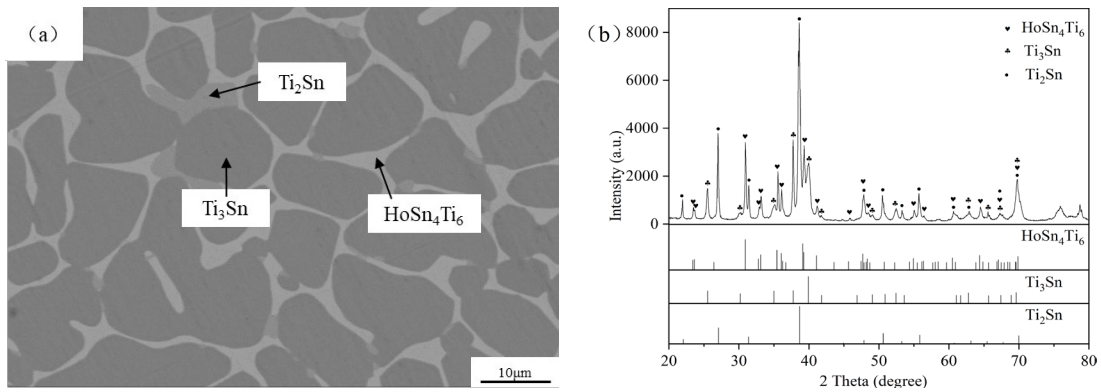 （a）
Ti₂Sn
Ti₃Sn
HoSn₄Ti₆
10μm
（b）
HoSn₄Ti₆
Ti₃Sn
Ti₂Sn
8000
6000
4000
2000
0
Intensity (a.u.)
HoSn₄Ti₆
Ti₃Sn
Ti₂Sn
20 30 40 50 60 70 80
2 Theta (degree)